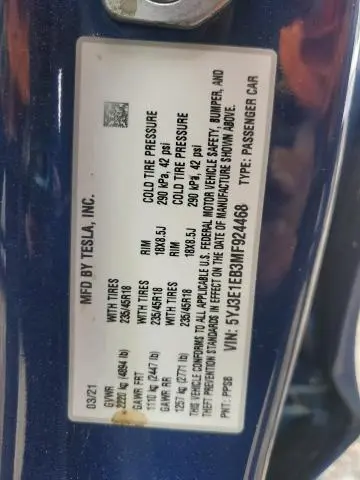 MFD BY TESLA, INC.
03/21
GVWR
2220 kg (4894 lb)
GAWR FRT
1110 kg (2447 lb)
GAWR RR
1257 kg (2771 lb)
WITH TIRES
235/45R18
WITH TIRES
235/45R18
RIM
18X8.5J
RIM
18X8.5J
COLD TIRE PRESSURE
290 kPa, 42 psi
COLD TIRE PRESSURE
290 kPa, 42 psi
THIS VEHICLE CONFORMS TO ALL APPLICABLE U.S. FEDERAL MOTOR VEHICLE SAFETY, BUMPER, AND
THEFT PREVENTION STANDARDS IN EFFECT ON THE DATE OF MANUFACTURE SHOWN ABOVE.
VIN: 5YJ3E1EB3MF924468
PNT: PPSB
TYPE: PASSENGER CAR